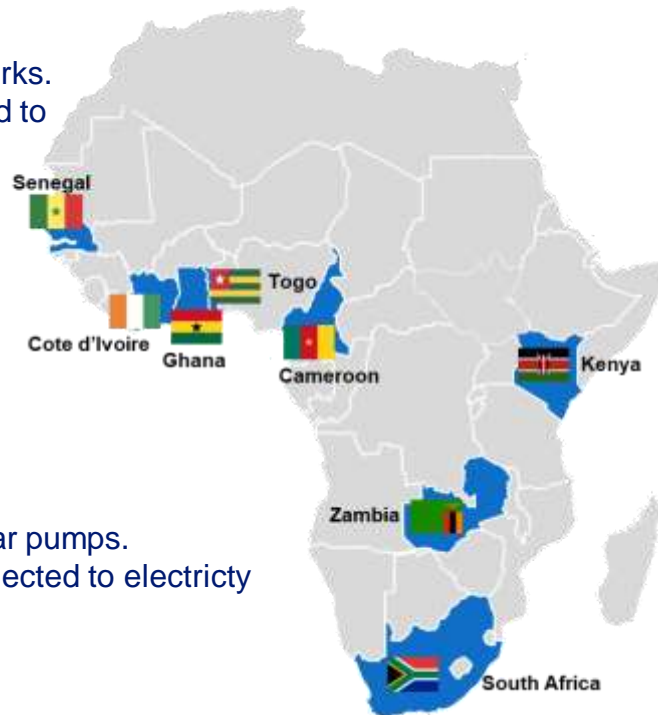 rks.
d to
Senegal
Togo
Cote d'Ivoire
Ghana
Cameroon
Kenya
Zambia
ar pumps.
ected to electricty
South Africa